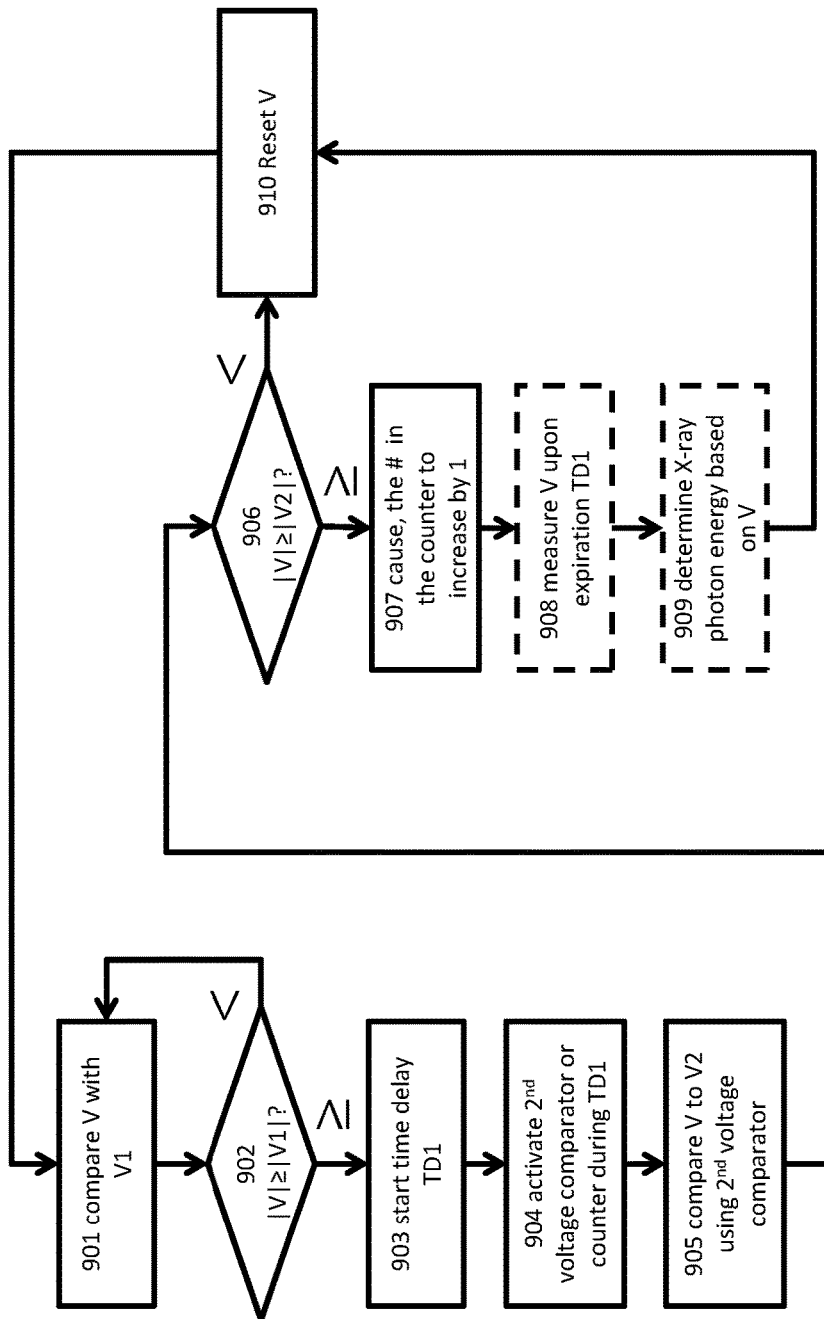 901 compare V with
V1
902
|V|≥|V1|?
<
≥
903 start time delay
TD1
904 activate 2nd
voltage comparator or
counter during TD1
905 compare V to V2
using 2nd voltage
comparator
906
|V|≥|V2|?
<
≥
907 cause, the # in
the counter to
increase by 1
908 measure V upon
expiration TD1
909 determine X-ray
photon energy based
on V
910 Reset V